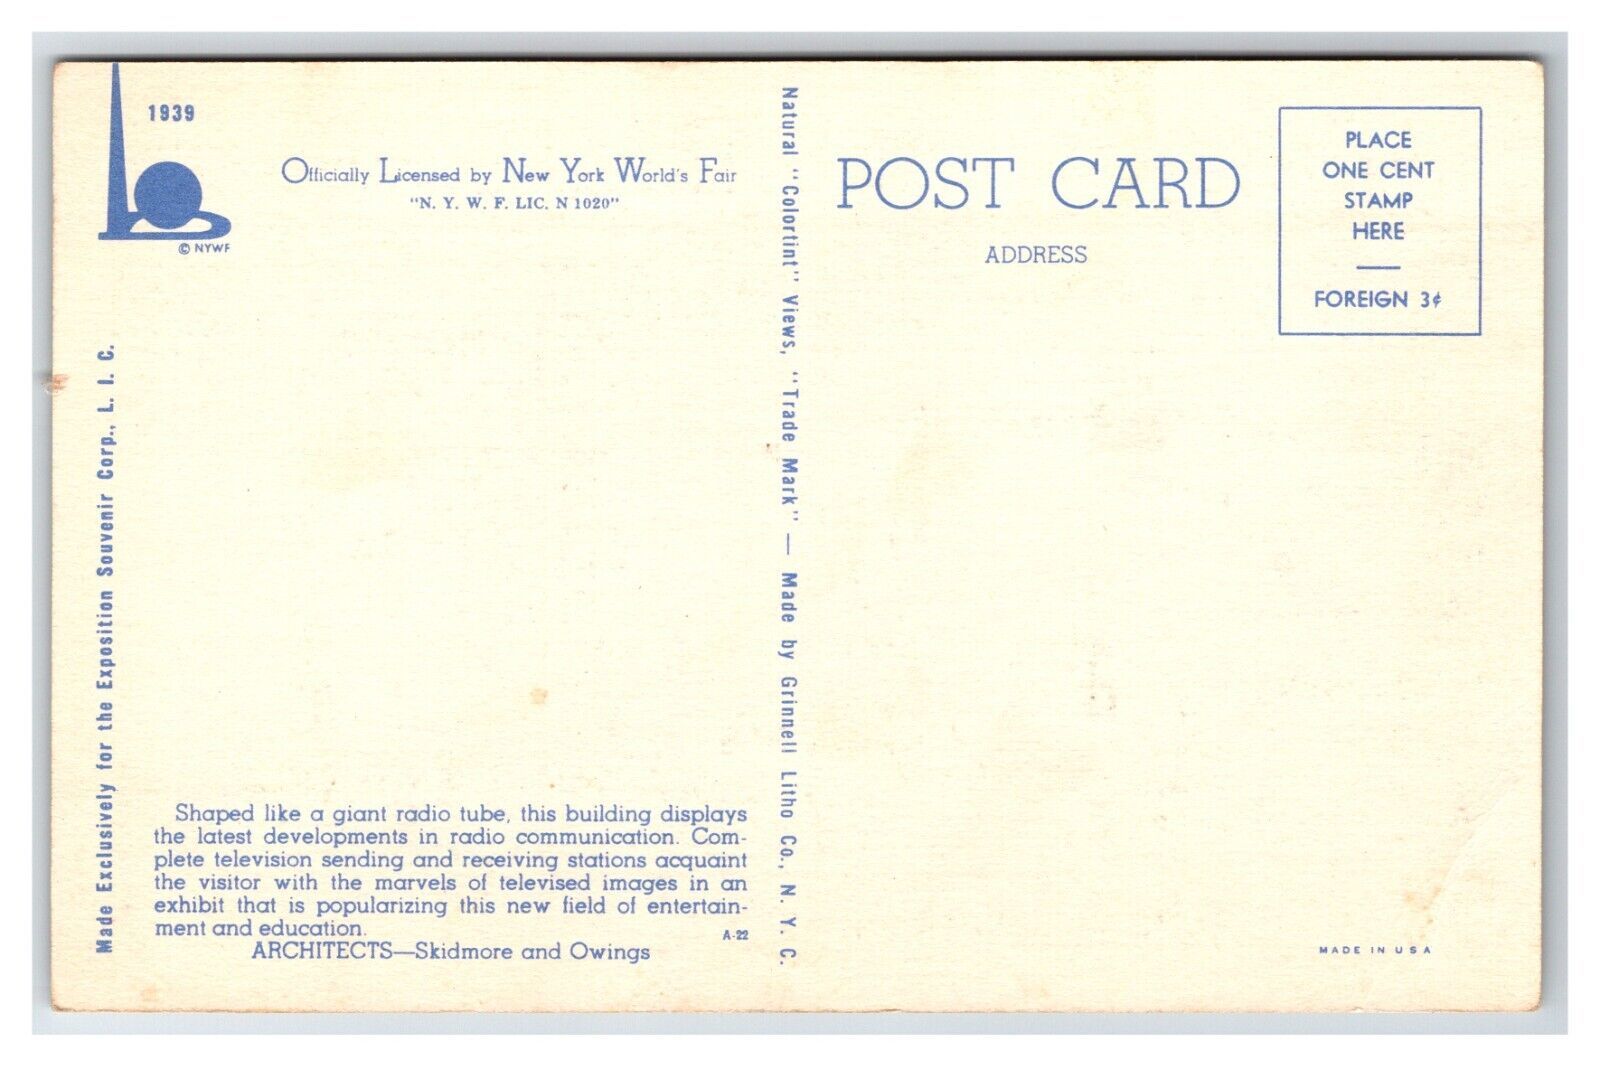 1939
© NYWF
Officially Licensed by New York World's Fair
"N. Y. W. F. LIC. N 1020"
Made Exclusively for the Exposition Souvenir Corp., L. I. C.
Shaped like a giant radio tube, this building displays
the latest developments in radio communication. Com-
plete television sending and receiving stations acquaint
the visitor with the marvels of televised images in an
exhibit that is popularizing this new field of entertain-
ment and education.
A-22
ARCHITECTS—Skidmore and Owings
Natural "Colortint" Views, "Trade Mark" — Made by Grinnell Litho Co., N. Y. C.
POST CARD
ADDRESS
PLACE
ONE CENT
STAMP
HERE
FOREIGN 3¢
MADE IN USA